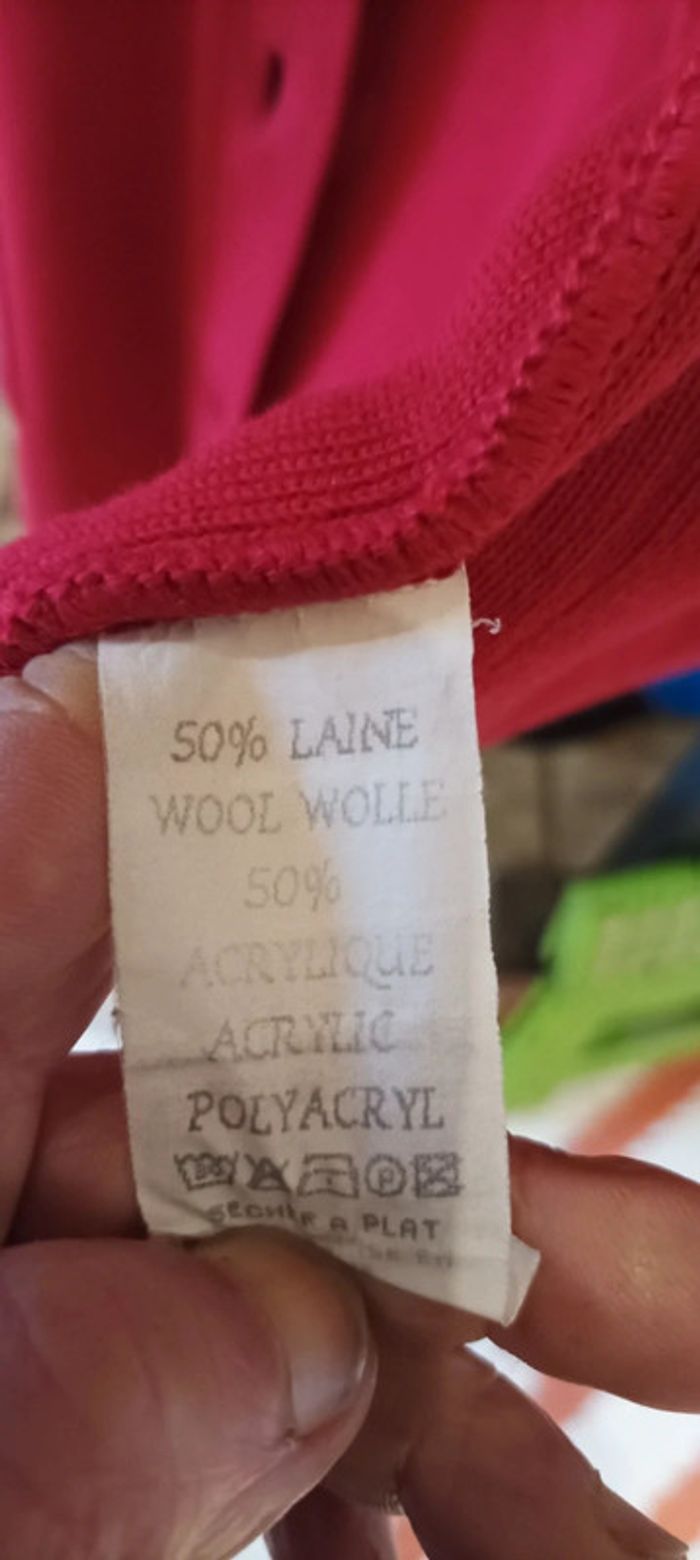 50% LAINE
WOOL WOLLE
50%
ACRYLIQUE
ACRYLIC
POLYACRYL
SECHER A PLAT